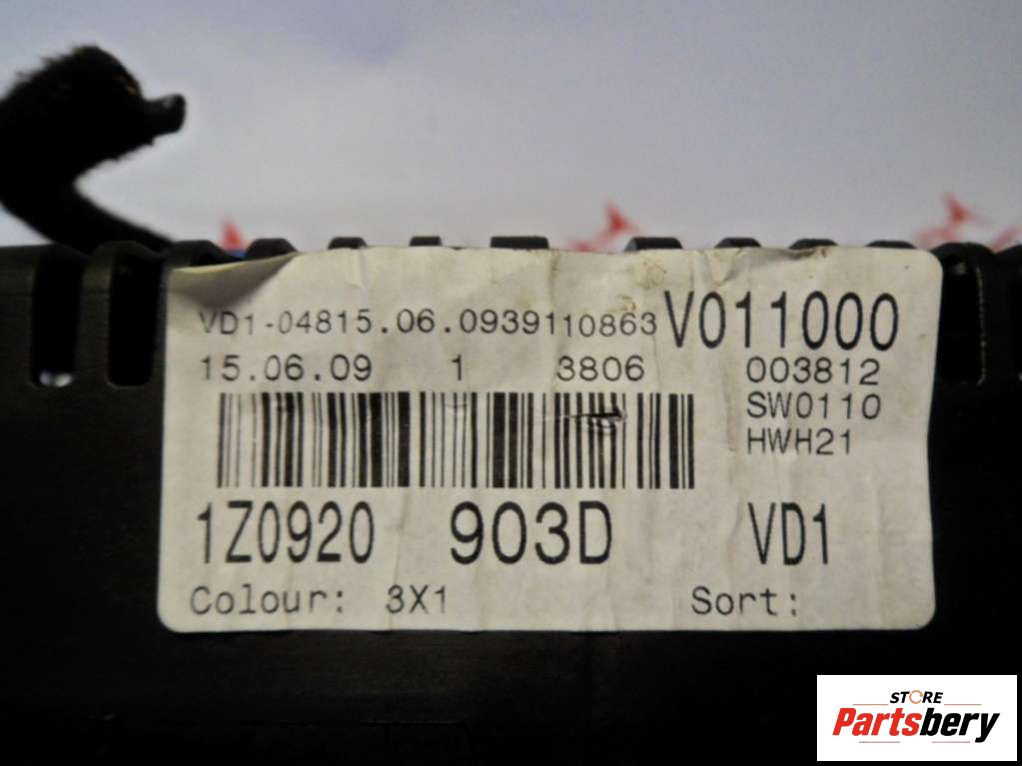 VD1-04815.06.0939110863 V011000
15.06.09 1 3806 003812
SW0110
HWH21
1Z0920 903D VD1
Colour: 3X1 Sort:
STORE
Partsbery